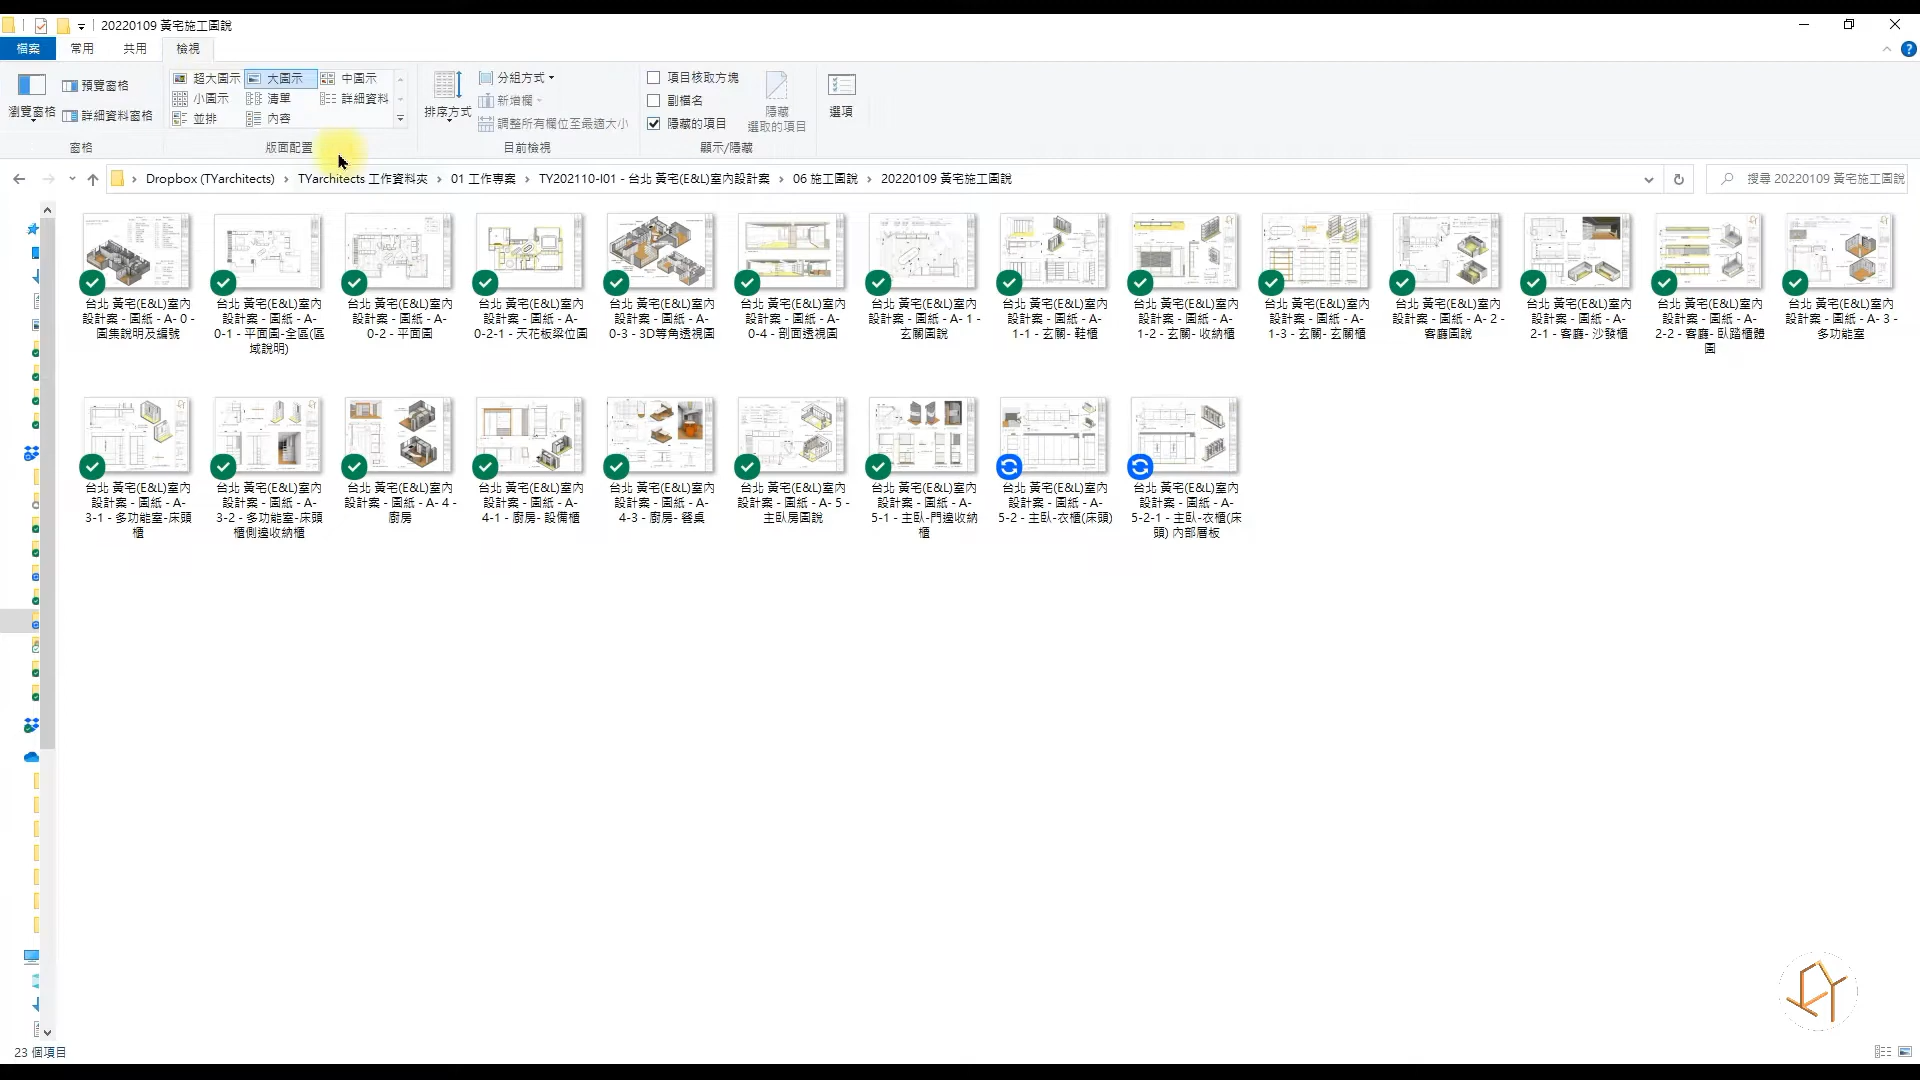 20220109 黃宅施工圖說
檔案 常用 共用 檢視
預覽窗格
詳細資料窗格
瀏覽窗格
超大圖示 大圖示 中圖示
小圖示 清單 詳細資料
並排 內容
排序方式
分組方式
新增欄
調整所有欄位至最適大小
項目核取方塊
副檔名
隱藏的項目
隱藏
選取的項目
選項
窗格 版面配置 目前檢視 顯示/隱藏
Dropbox (TYarchitects) › TYarchitects 工作資料夾 › 01 工作專案 › TY202110-I01 - 台北 黃宅(E&L)室內設計案 › 06 施工圖說 › 20220109 黃宅施工圖說
搜尋 20220109 黃宅施工圖說
台北 黃宅(E&L)室內
設計案 - 圖紙 - A- 0 -
圖集說明及編號
台北 黃宅(E&L)室內
設計案 - 圖紙 - A-
0-1 - 平面圖-全區(區
域說明)
台北 黃宅(E&L)室內
設計案 - 圖紙 - A-
0-2 - 平面圖
台北 黃宅(E&L)室內
設計案 - 圖紙 - A-
0-2-1 - 天花板梁位圖
台北 黃宅(E&L)室內
設計案 - 圖紙 - A-
0-3 - 3D等角透視圖
台北 黃宅(E&L)室內
設計案 - 圖紙 - A-
0-4 - 剖面透視圖
台北 黃宅(E&L)室內
設計案 - 圖紙 - A- 1 -
玄關圖說
台北 黃宅(E&L)室內
設計案 - 圖紙 - A-
1-1 - 玄關- 鞋櫃
台北 黃宅(E&L)室內
設計案 - 圖紙 - A-
1-2 - 玄關- 收納櫃
台北 黃宅(E&L)室內
設計案 - 圖紙 - A-
1-3 - 玄關- 玄關櫃
台北 黃宅(E&L)室內
設計案 - 圖紙 - A- 2 -
客廳圖說
台北 黃宅(E&L)室內
設計案 - 圖紙 - A-
2-1 - 客廳- 沙發櫃
台北 黃宅(E&L)室內
設計案 - 圖紙 - A-
2-2 - 客廳- 臥踏櫃體
圖
台北 黃宅(E&L)室內
設計案 - 圖紙 - A- 3 -
多功能室
台北 黃宅(E&L)室內
設計案 - 圖紙 - A-
3-1 - 多功能室-床頭
櫃
台北 黃宅(E&L)室內
設計案 - 圖紙 - A-
3-2 - 多功能室-床頭
櫃側邊收納櫃
台北 黃宅(E&L)室內
設計案 - 圖紙 - A- 4 -
廚房
台北 黃宅(E&L)室內
設計案 - 圖紙 - A-
4-1 - 廚房- 設備櫃
台北 黃宅(E&L)室內
設計案 - 圖紙 - A-
4-3 - 廚房- 餐桌
台北 黃宅(E&L)室內
設計案 - 圖紙 - A- 5 -
主臥房圖說
台北 黃宅(E&L)室內
設計案 - 圖紙 - A-
5-1 - 主臥-門邊收納
櫃
台北 黃宅(E&L)室內
設計案 - 圖紙 - A-
5-2 - 主臥-衣櫃(床頭)
台北 黃宅(E&L)室內
設計案 - 圖紙 - A-
5-2-1 - 主臥-衣櫃(床
頭) 內部層板
23 個項目